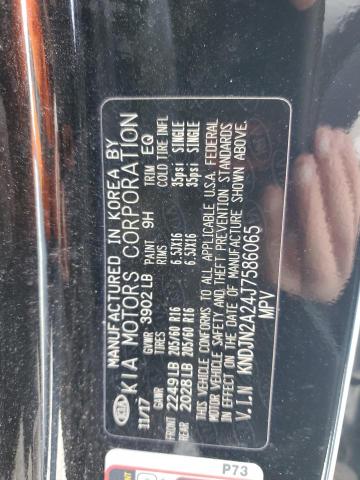 MANUFACTURED IN KOREA BY
KIA MOTORS CORPORATION
KIA
11/17 GVWR 3902 LB PAINT 9H TRIM EQ
GAWR TIRES RIMS COLD TIRE INFL
FRONT 2249 LB 205/60 R16 6.5JX16 35psi SINGLE
REAR 2028 LB 205/60 R16 6.5JX16 35psi SINGLE
THIS VEHICLE CONFORMS TO ALL APPLICABLE U.S.A. FEDERAL
MOTOR VEHICLE SAFETY AND THEFT PREVENTION STANDARDS
IN EFFECT ON THE DATE OF MANUFACTURE SHOWN ABOVE.
V.I.N KNDJN2A24J7586065
MPV
P73